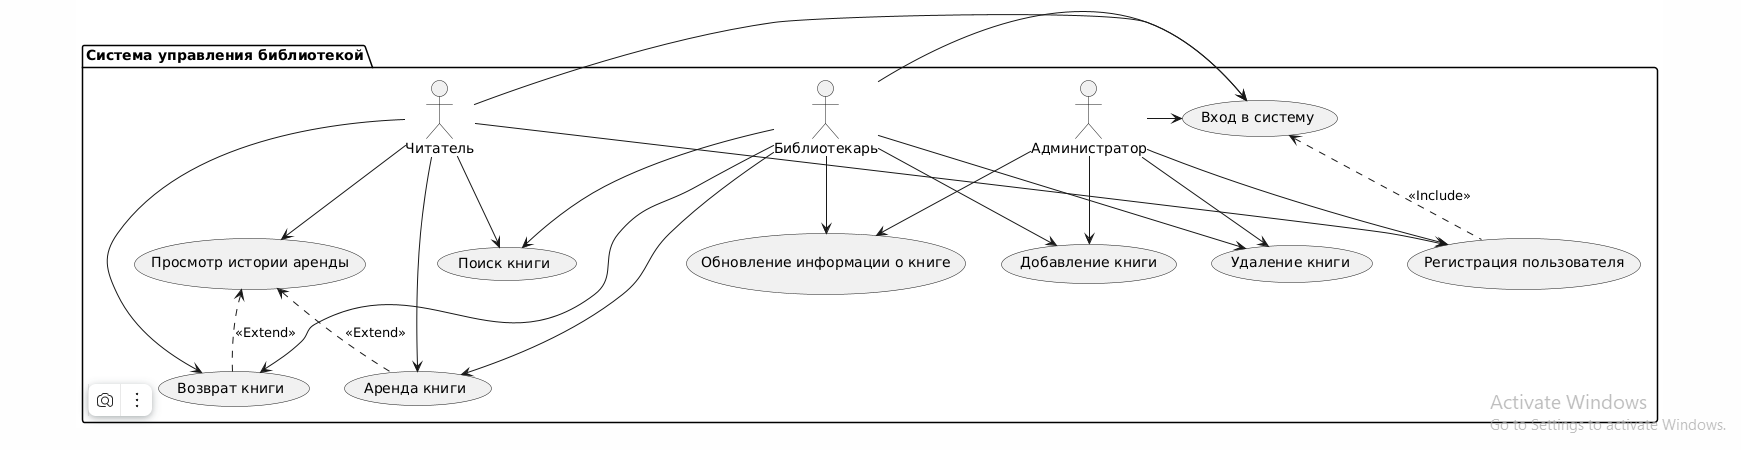 Система управления библиотекой
Вход в систему
Читатель
Библиотекарь
Администратор
«Include»
Просмотр истории аренды
Поиск книги
Обновление информации о книге
Добавление книги
Удаление книги
Регистрация пользователя
«Extend»
«Extend»
Возврат книги
Аренда книги
Activate Windows
Go to Settings to activate Windows.